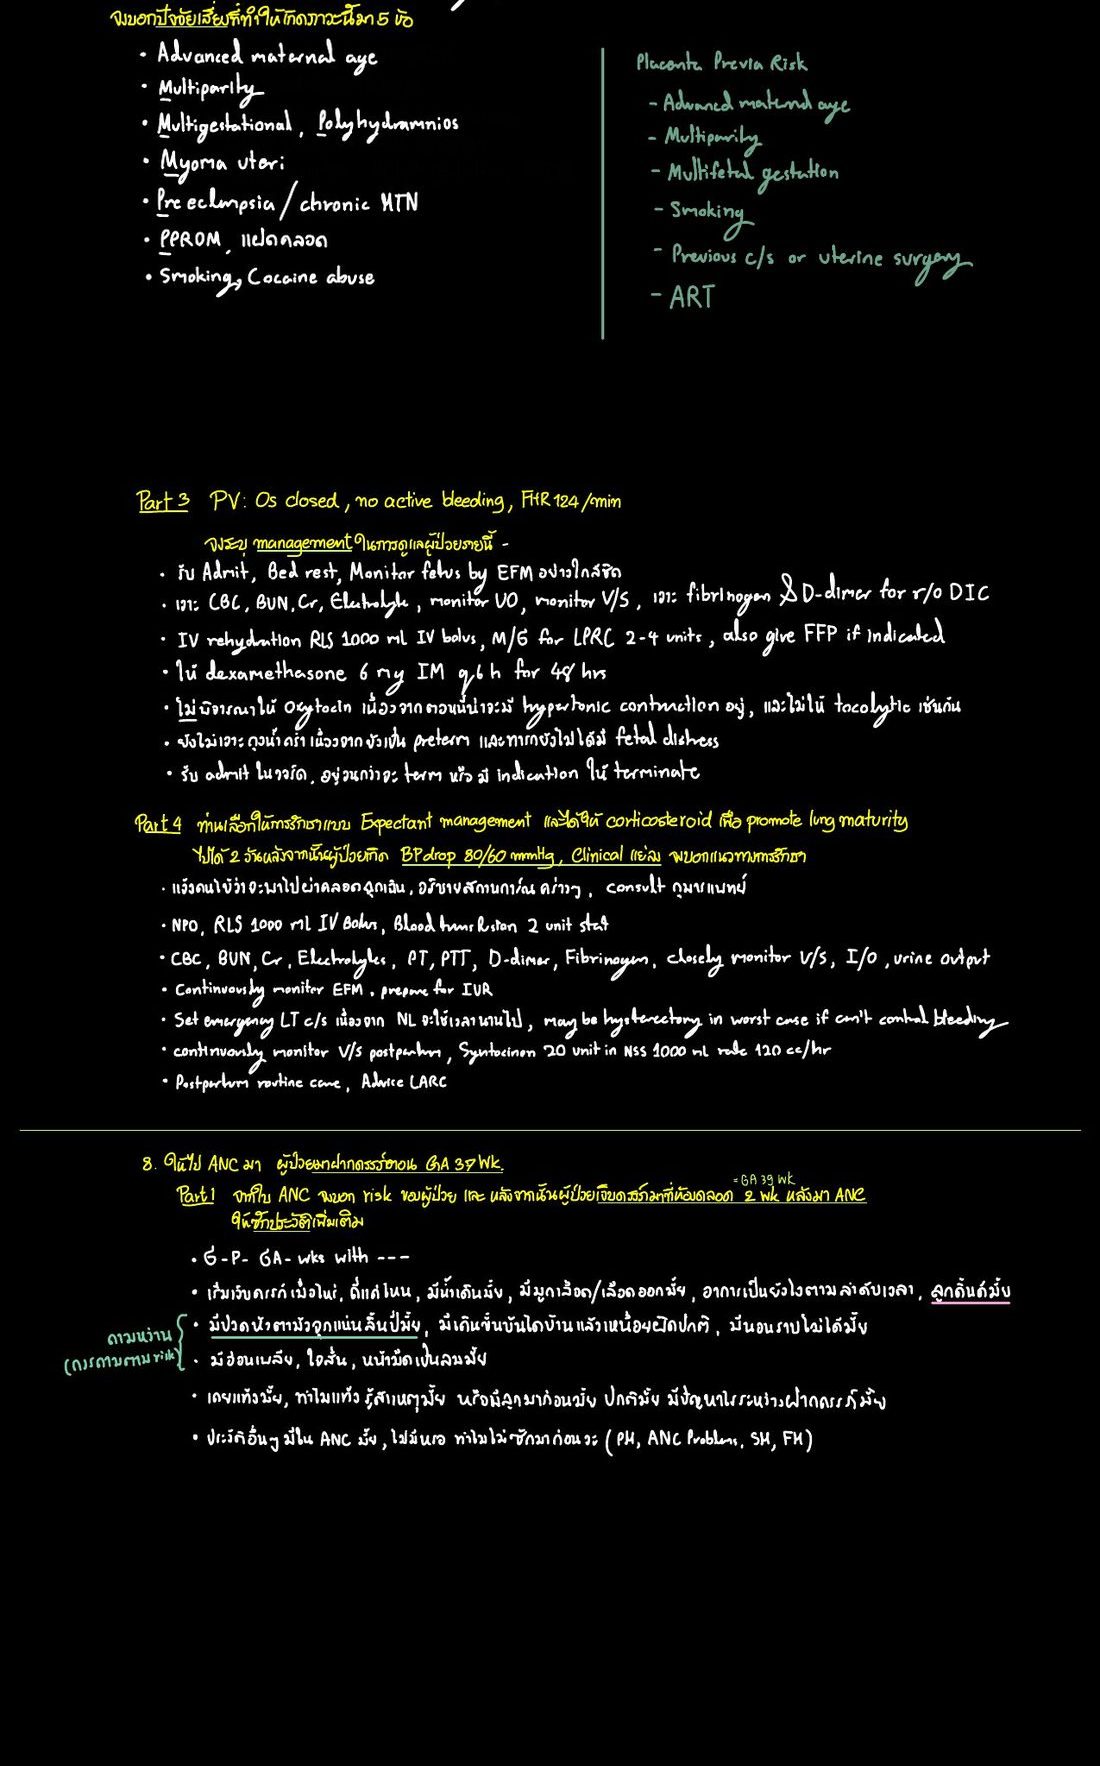 จงบอกปัจจัยเสี่ยงที่ทำให้เกิดภาวะนี้มา 5 ข้อ
• Advanced maternal age
• Multiparity
• Multigestational, Polyhydramnios
• Myoma uteri
• Preeclampsia / chronic HTN
• PPROM, แฝดคลอด
• Smoking, Cocaine abuse
Placenta Previa Risk
- Advanced maternal age
- Multiparity
- Multifetal gestation
- Smoking
- Previous c/s or uterine surgery
- ART
Part 3 PV: Os closed, no active bleeding, FHR 124/min
จงระบุ management ในการดูแลผู้ป่วยรายนี้ -
• รับ Admit, Bed rest, Monitor fetus by EFM อย่างใกล้ชิด
• เจาะ CBC, BUN, Cr, Electrolyte, monitor UO, monitor V/S, เจาะ fibrinogen & D-dimer for r/o DIC
• IV rehydration RLS 1000 ml IV bolus, M/G for LPRC 2-4 units, also give FFP if indicated
• ให้ dexamethasone 6 mg IM q 6 h for 48 hrs
• ไม่พิจารณาให้ Oxytocin เนื่องจากตอนนี้น่าจะมี hypertonic contraction อยู่, และไม่ให้ tocolytic เช่นกัน
• ยังไม่เจาะถุงน้ำคร่ำเนื่องจากยังเป็น preterm และทารกยังไม่ได้มี fetal distress
• รับ admit ในวอร์ด, อยู่จนกว่าจะ term หรือ มี indication ให้ terminate
Part 4 ท่านเลือกให้การรักษาแบบ Expectant management และได้ให้ corticosteroid เพื่อ promote lung maturity
ไปได้ 2 วันหลังจากนั้นผู้ป่วยเกิด BP drop 80/60 mmHg, Clinical แย่ลง จงบอกแนวทางการรักษา
• แจ้งคนไข้ว่าจะพาไปผ่าคลอดฉุกเฉิน, อธิบายสถานการณ์คร่าวๆ, consult กุมารแพทย์
• NPO, RLS 1000 ml IV Bolus, Blood transfusion 2 unit stat
• CBC, BUN, Cr, Electrolytes, PT, PTT, D-dimer, Fibrinogen, closely monitor V/S, I/O, urine output
• Continuously monitor EFM, prepare for IUR
• Set emergency LT c/s เนื่องจาก NL จะใช้เวลานานไป, may be hysterectomy in worst case if can't control bleeding
• continuously monitor V/S postpartum, Syntocinon 20 unit in NSS 1000 ml rate 120 cc/hr
• Postpartum routine care, Advice LARC
8. ให้ใบ ANC มา ผู้ป่วยมาฝากครรภ์ตอน GA 37 Wk.
= GA 39 WK
Part 1 จากใบ ANC จงบอก risk ของผู้ป่วย และ หลังจากนั้นผู้ป่วยเจ็บครรภ์มาที่ห้องคลอด 2 wk หลังมา ANC
ให้ซักประวัติเพิ่มเติม
• G-P- GA- wks with ---
• เริ่มเจ็บครรภ์เมื่อไหร่, ถี่แค่ไหน, มีน้ำเดินมั้ย, มีมูกเลือด/เลือดออกมั้ย, อาการเป็นยังไงตามลำดับเวลา, ลูกดิ้นดีมั้ย
ถามหวาน
(ควรถามตาม risk)
• มีปวดหัวตามัวจุกแน่นลิ้นปี่มั้ย, มีเดินขึ้นบันไดบ้านแล้วเหนื่อยผิดปกติ, มีนอนราบไม่ได้มั้ย
• มีอ่อนเพลีย, ใจสั่น, หน้ามืดเป็นลมมั้ย
• เคยแท้งมั้ย, ทำไมแท้ง รู้สาเหตุมั้ย หรือมีลูกมาก่อนมั้ย ปกติมั้ย มีปัญหาไรระหว่างฝากครรภ์มั้ย
• ประวัติอื่นๆ มีใน ANC มั้ย, ไม่มีหรอ ทำไมไม่ซักมาก่อนวะ (PH, ANC Problem, SH, FH)